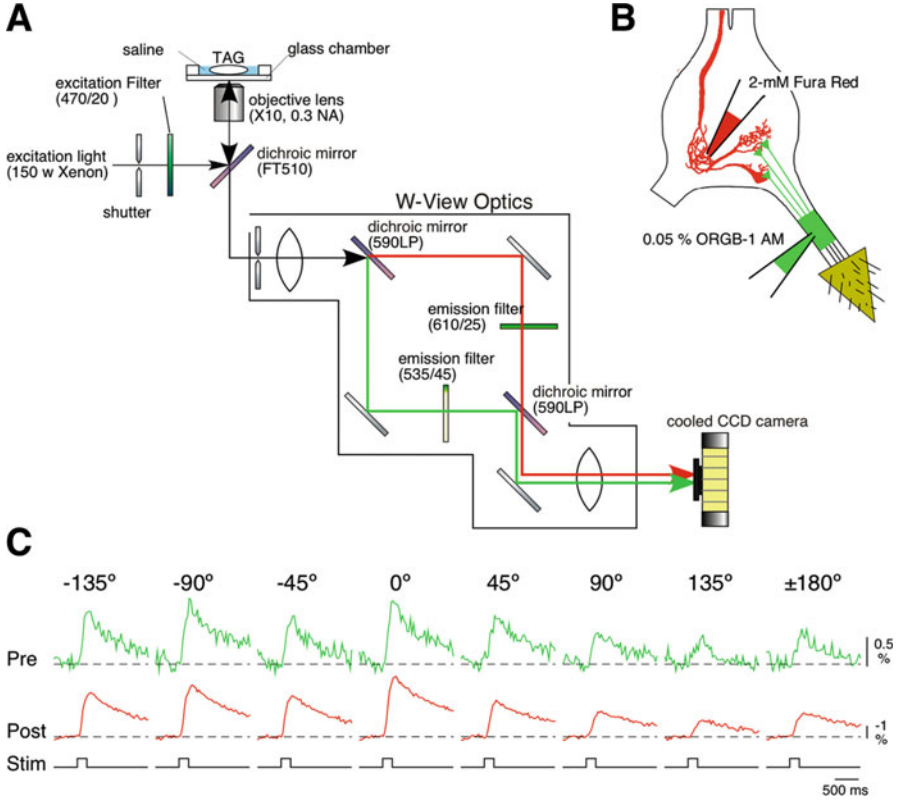 A
saline
TAG
glass chamber
excitation Filter
(470/20 )
objective lens
(X10, 0.3 NA)
excitation light
(150 w Xenon)
dichroic mirror
(FT510)
shutter
W-View Optics
dichroic mirror
(590LP)
emission filter
(610/25)
emission filter
(535/45)
dichroic mirror
(590LP)
cooled CCD camera
B
2-mM Fura Red
0.05 % ORGB-1 AM
C
-135° -90° -45° 0° 45° 90° 135° ±180°
Pre
0.5
%
Post
-1
%
Stim
500 ms